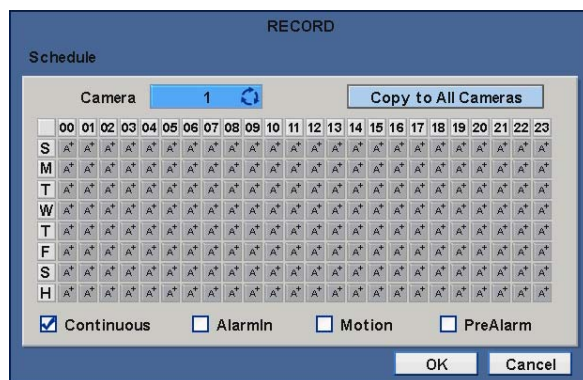 RECORD
Schedule
Camera 1 Copy to All Cameras
00 01 02 03 04 05 06 07 08 09 10 11 12 13 14 15 16 17 18 19 20 21 22 23
S A+ A+ A+ A+ A+ A+ A+ A+ A+ A+ A+ A+ A+ A+ A+ A+ A+ A+ A+ A+ A+ A+ A+ A+
M A+ A+ A+ A+ A+ A+ A+ A+ A+ A+ A+ A+ A+ A+ A+ A+ A+ A+ A+ A+ A+ A+ A+ A+
T A+ A+ A+ A+ A+ A+ A+ A+ A+ A+ A+ A+ A+ A+ A+ A+ A+ A+ A+ A+ A+ A+ A+ A+
W A+ A+ A+ A+ A+ A+ A+ A+ A+ A+ A+ A+ A+ A+ A+ A+ A+ A+ A+ A+ A+ A+ A+ A+
T A+ A+ A+ A+ A+ A+ A+ A+ A+ A+ A+ A+ A+ A+ A+ A+ A+ A+ A+ A+ A+ A+ A+ A+
F A+ A+ A+ A+ A+ A+ A+ A+ A+ A+ A+ A+ A+ A+ A+ A+ A+ A+ A+ A+ A+ A+ A+ A+
S A+ A+ A+ A+ A+ A+ A+ A+ A+ A+ A+ A+ A+ A+ A+ A+ A+ A+ A+ A+ A+ A+ A+ A+
H A+ A+ A+ A+ A+ A+ A+ A+ A+ A+ A+ A+ A+ A+ A+ A+ A+ A+ A+ A+ A+ A+ A+ A+
Continuous AlarmIn Motion PreAlarm
OK Cancel